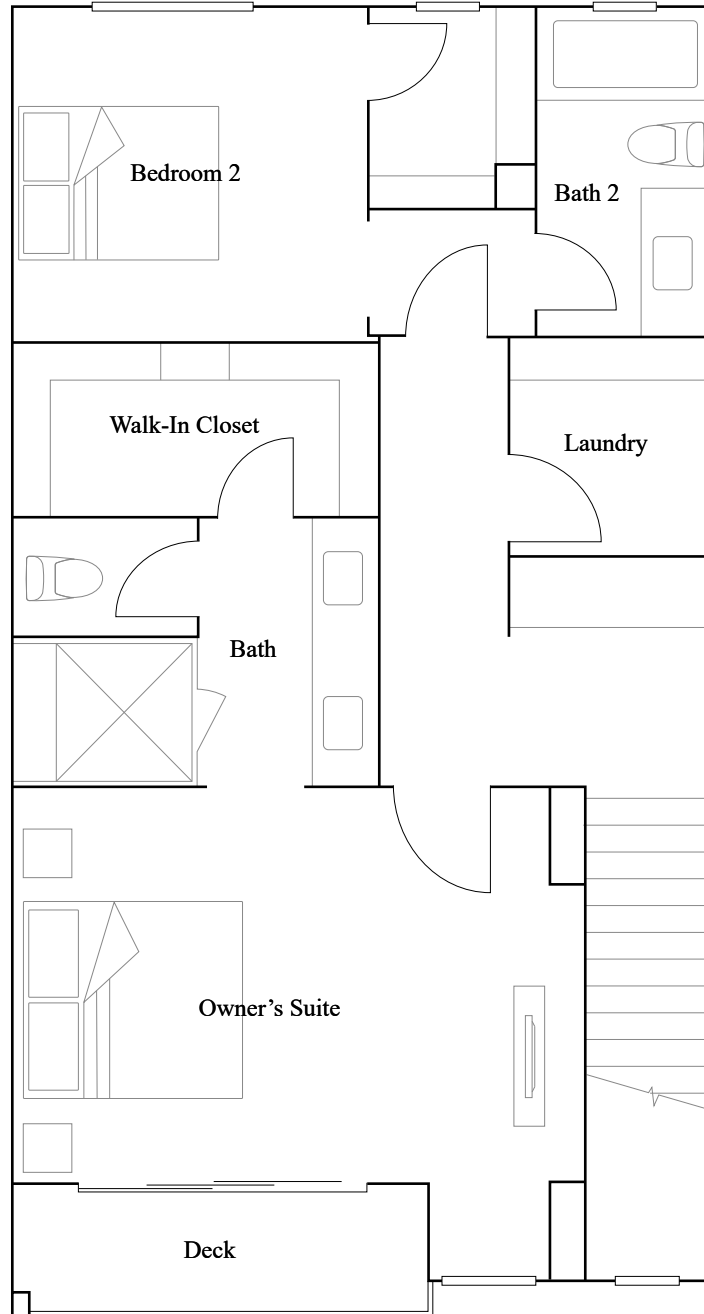 Bedroom 2
Bath 2
Walk-In Closet
Laundry
Bath
Owner’s Suite
Deck